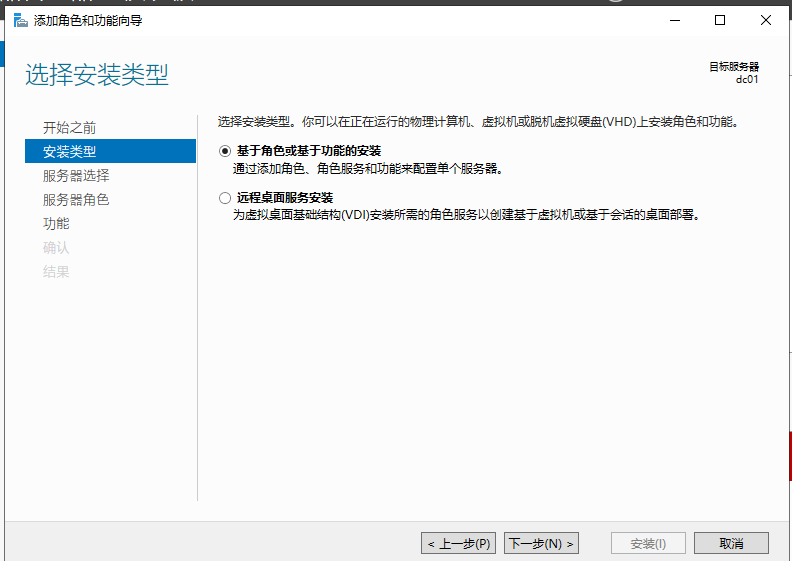 添加角色和功能向导
选择安装类型
目标服务器
dc01
开始之前
安装类型
服务器选择
服务器角色
功能
确认
结果
选择安装类型。你可以在正在运行的物理计算机、虚拟机或脱机虚拟硬盘(VHD)上安装角色和功能。
基于角色或基于功能的安装
通过添加角色、角色服务和功能来配置单个服务器。
远程桌面服务安装
为虚拟桌面基础结构(VDI)安装所需的角色服务以创建基于虚拟机或基于会话的桌面部署。
< 上一步(P)
下一步(N) >
安装(I)
取消